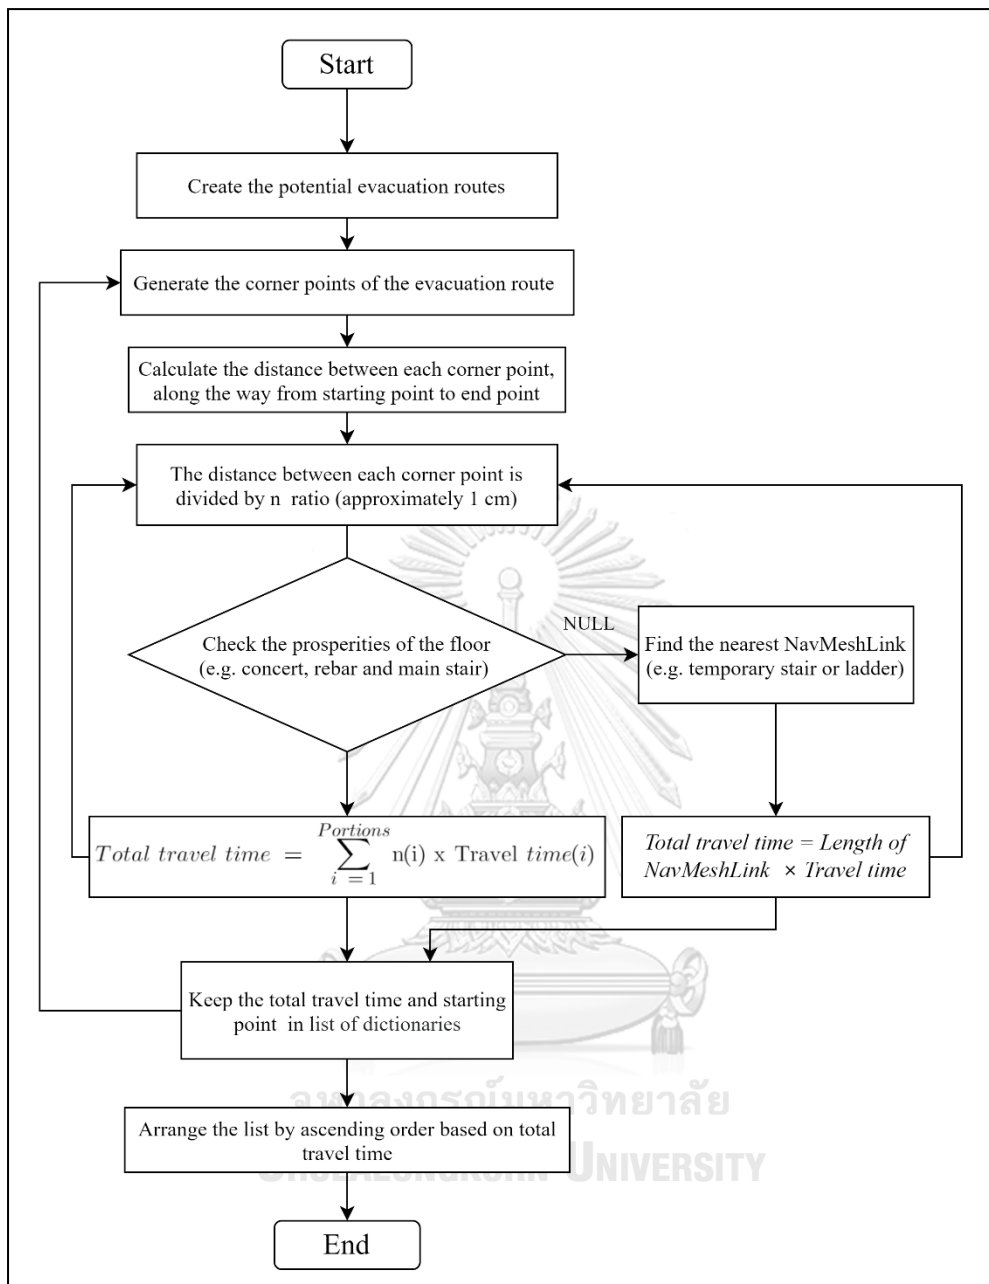 Start
Create the potential evacuation routes
Generate the corner points of the evacuation route
Calculate the distance between each corner point,
along the way from starting point to end point
The distance between each corner point is
divided by n ratio (approximately 1 cm)
Check the prosperities of the floor
(e.g. concert, rebar and main stair)
NULL
Find the nearest NavMeshLink
(e.g. temporary stair or ladder)
Total travel time = \sum_{i=1}^{Portions} n(i) x Travel time(i)
Total travel time = Length of
NavMeshLink × Travel time
Keep the total travel time and starting
point in list of dictionaries
จุฬาลงกรณ์มหาวิทยาลัย
Arrange the list by ascending order based on total
travel time
CHULALONGKORN UNIVERSITY
End